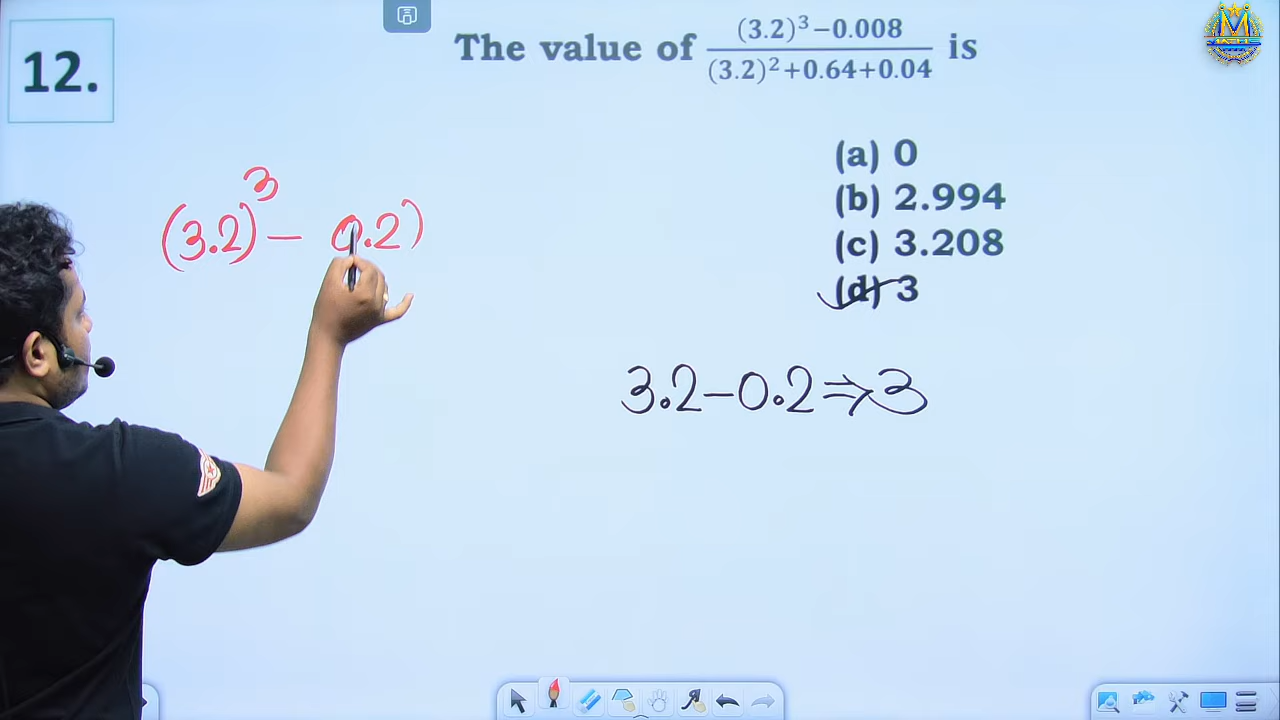 12.
The value of \frac{(3.2)^3-0.008}{(3.2)^2+0.64+0.04} is
(a) 0
(b) 2.994
(c) 3.208
(d) 3
(3.2)^3 - 0.2)
3.2-0.2⇒3